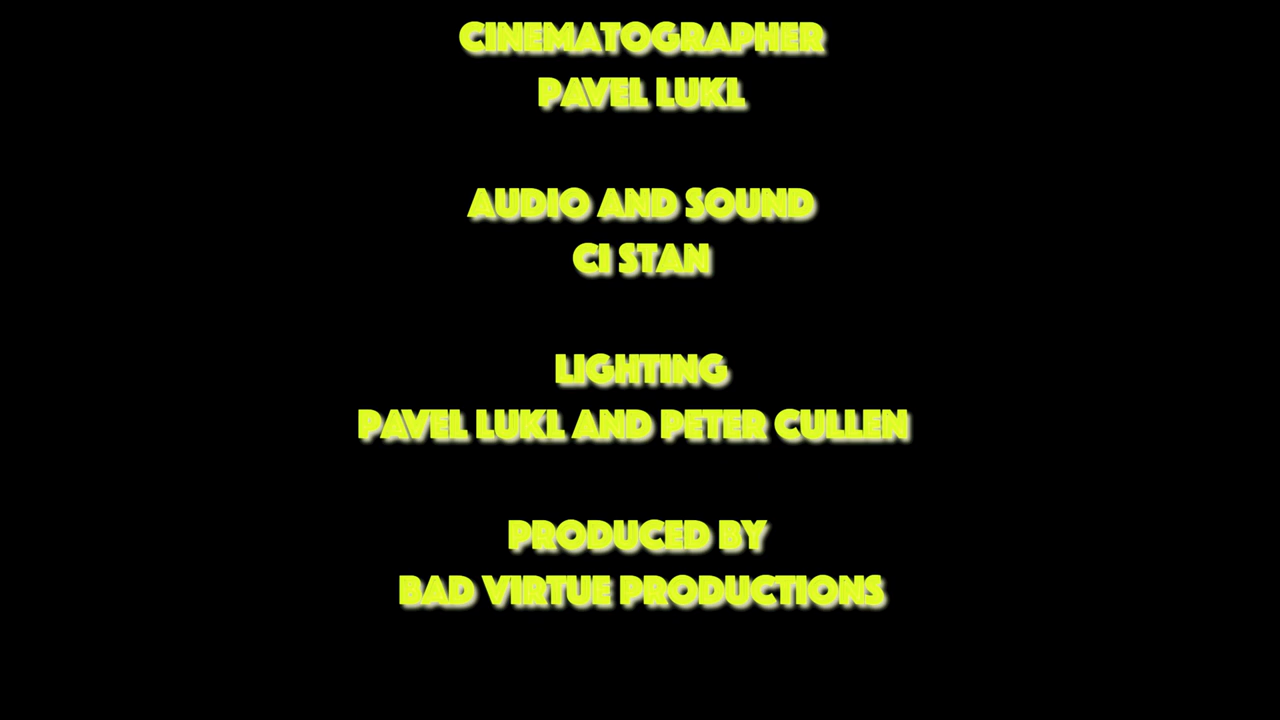 CINEMATOGRAPHER
PAVEL LUKL
AUDIO AND SOUND
CI STAN
LIGHTING
PAVEL LUKL AND PETER CULLEN
PRODUCED BY
BAD VIRTUE PRODUCTIONS